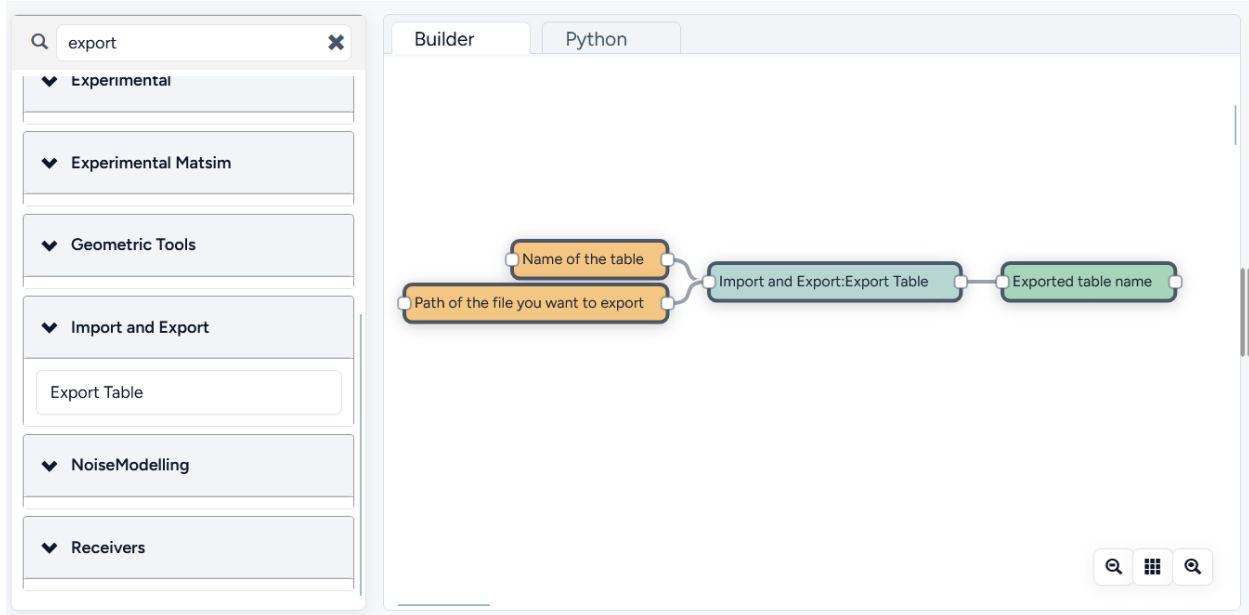 export
Experimental
Experimental Matsim
Geometric Tools
Import and Export
Export Table
NoiseModelling
Receivers
Builder
Python
Name of the table
Path of the file you want to export
Import and Export:Export Table
Exported table name